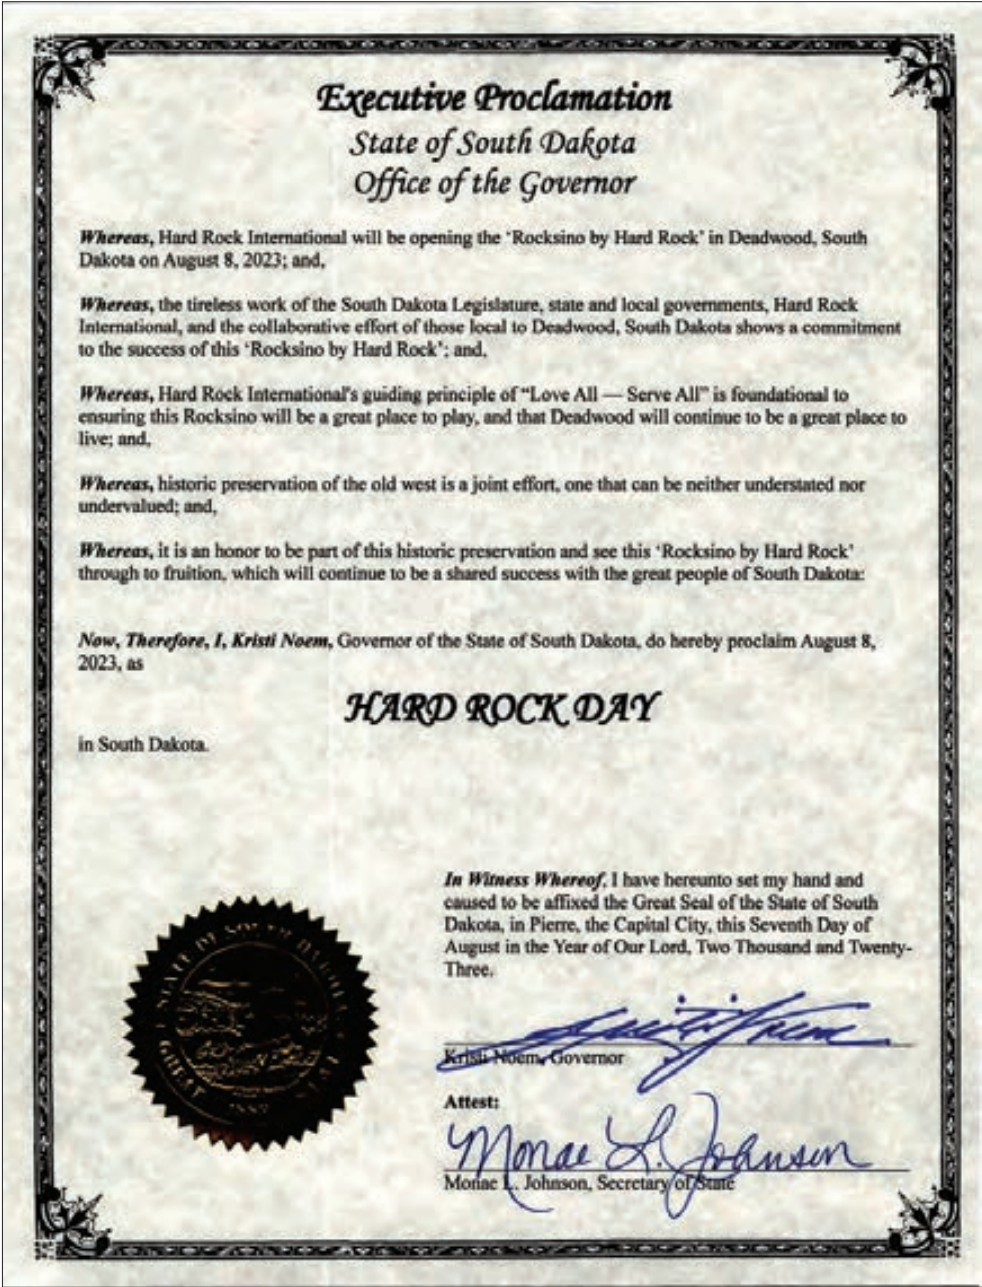 Executive Proclamation
State of South Dakota
Office of the Governor
Whereas, Hard Rock International will be opening the ‘Rocksino by Hard Rock’ in Deadwood, South
Dakota on August 8, 2023; and,
Whereas, the tireless work of the South Dakota Legislature, state and local governments, Hard Rock
International, and the collaborative effort of those local to Deadwood, South Dakota shows a commitment
to the success of this ‘Rocksino by Hard Rock’; and,
Whereas, Hard Rock International's guiding principle of “Love All — Serve All” is foundational to
ensuring this Rocksino will be a great place to play, and that Deadwood will continue to be a great place to
live; and,
Whereas, historic preservation of the old west is a joint effort, one that can be neither understated nor
undervalued; and,
Whereas, it is an honor to be part of this historic preservation and see this ‘Rocksino by Hard Rock’
through to fruition, which will continue to be a shared success with the great people of South Dakota:
Now, Therefore, I, Kristi Noem, Governor of the State of South Dakota, do hereby proclaim August 8,
2023, as
HARD ROCK DAY
in South Dakota.
In Witness Whereof, I have hereunto set my hand and
caused to be affixed the Great Seal of the State of South
Dakota, in Pierre, the Capital City, this Seventh Day of
August in the Year of Our Lord, Two Thousand and Twenty-
Three.
Kristi Noem
Kristi Noem, Governor
Attest:
Monae L. Johnson
Monae L. Johnson, Secretary of State
STATE OF SOUTH DAKOTA
GREAT SEAL
1889